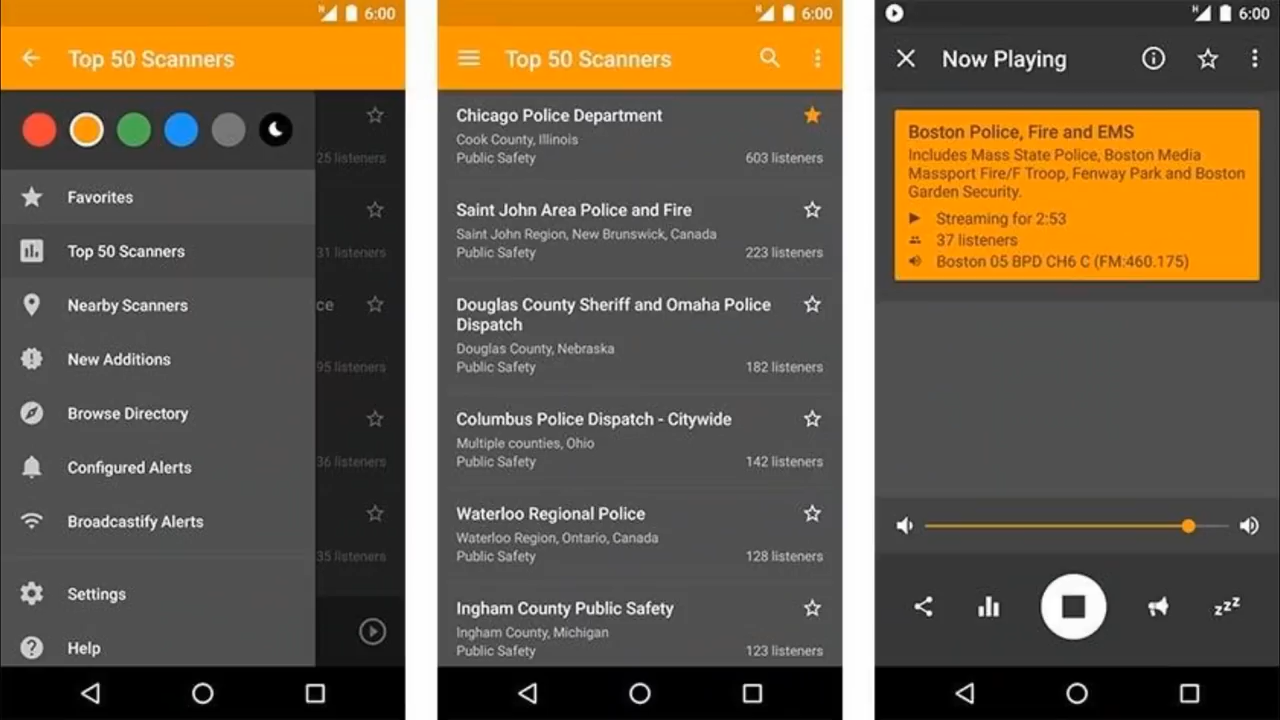 H 6:00
Top 50 Scanners
25 listeners
Favorites
31 listeners
Top 50 Scanners
Nearby Scanners
ce
New Additions
95 listeners
Browse Directory
Configured Alerts
36 listeners
Broadcastify Alerts
35 listeners
Settings
Help
H 6:00
Top 50 Scanners
Chicago Police Department
Cook County, Illinois
Public Safety 603 listeners
Saint John Area Police and Fire
Saint John Region, New Brunswick, Canada
Public Safety 223 listeners
Douglas County Sheriff and Omaha Police
Dispatch
Douglas County, Nebraska
Public Safety 182 listeners
Columbus Police Dispatch - Citywide
Multiple counties, Ohio
Public Safety 142 listeners
Waterloo Regional Police
Waterloo Region, Ontario, Canada
Public Safety 128 listeners
Ingham County Public Safety
Ingham County, Michigan
Public Safety 123 listeners
H 6:00
Now Playing
Boston Police, Fire and EMS
Includes Mass State Police, Boston Media
Massport Fire/F Troop, Fenway Park and Boston
Garden Security.
Streaming for 2:53
37 listeners
Boston 05 BPD CH6 C (FM:460.175)
zzz